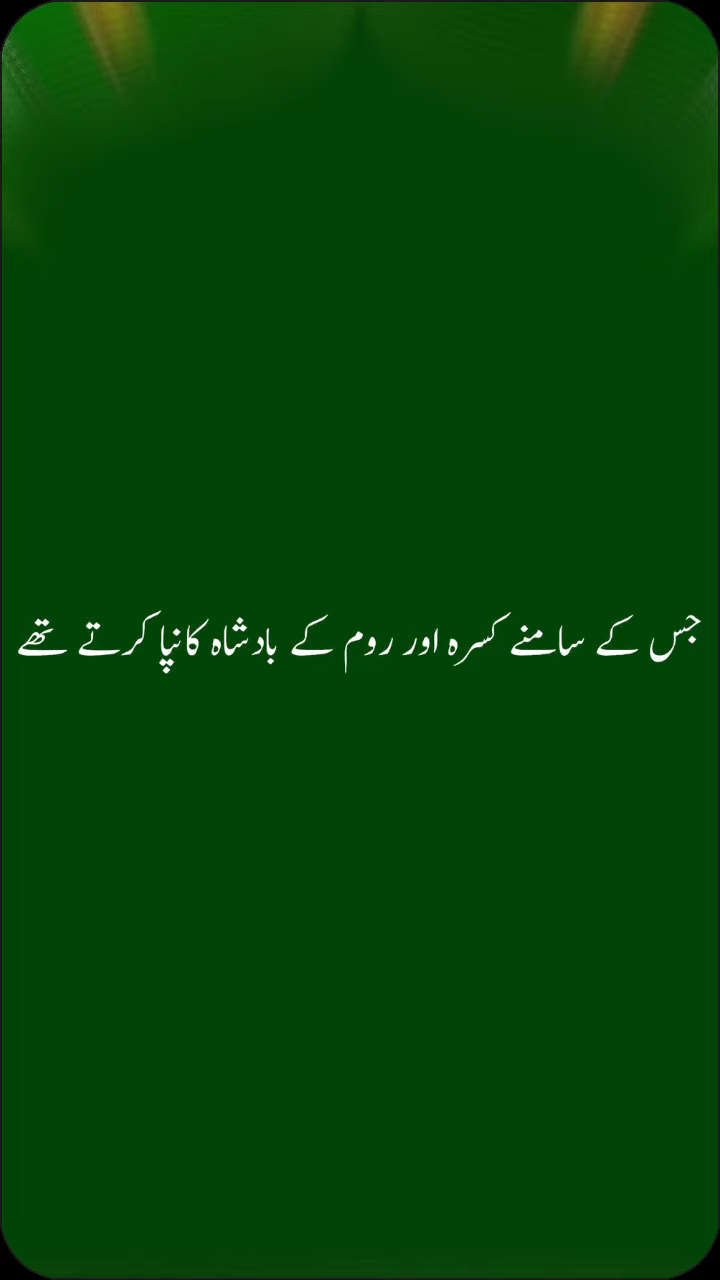 جس کے سامنے کسرہ اور روم کے بادشاہ کانپا کرتے تھے